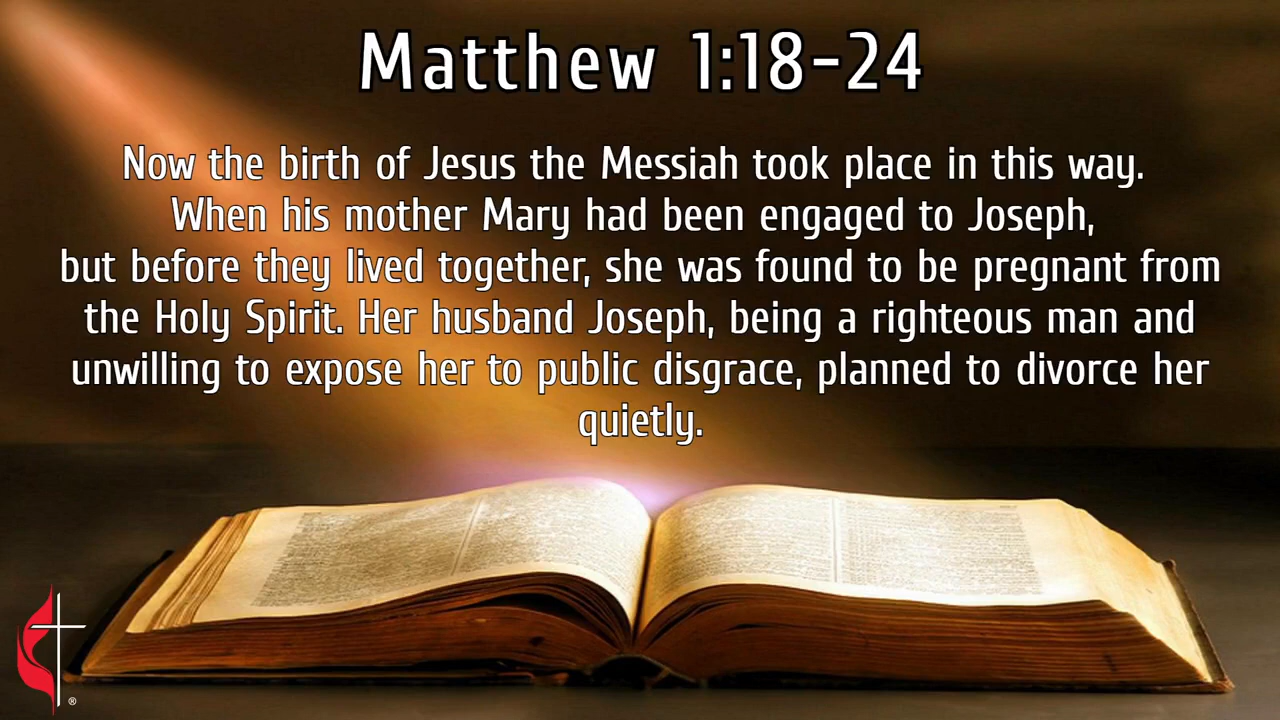 Matthew 1:18-24
Now the birth of Jesus the Messiah took place in this way.
When his mother Mary had been engaged to Joseph,
but before they lived together, she was found to be pregnant from
the Holy Spirit. Her husband Joseph, being a righteous man and
unwilling to expose her to public disgrace, planned to divorce her
quietly.
®